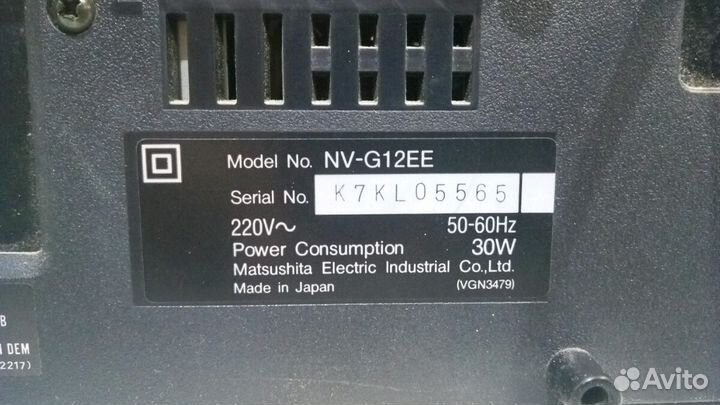 Model No. NV-G12EE
Serial No. K7KL05565
220V~ 50-60Hz
Power Consumption 30W
Matsushita Electric Industrial Co.,Ltd.
Made in Japan (VGN3479)
B
DEM
2217)
Avito